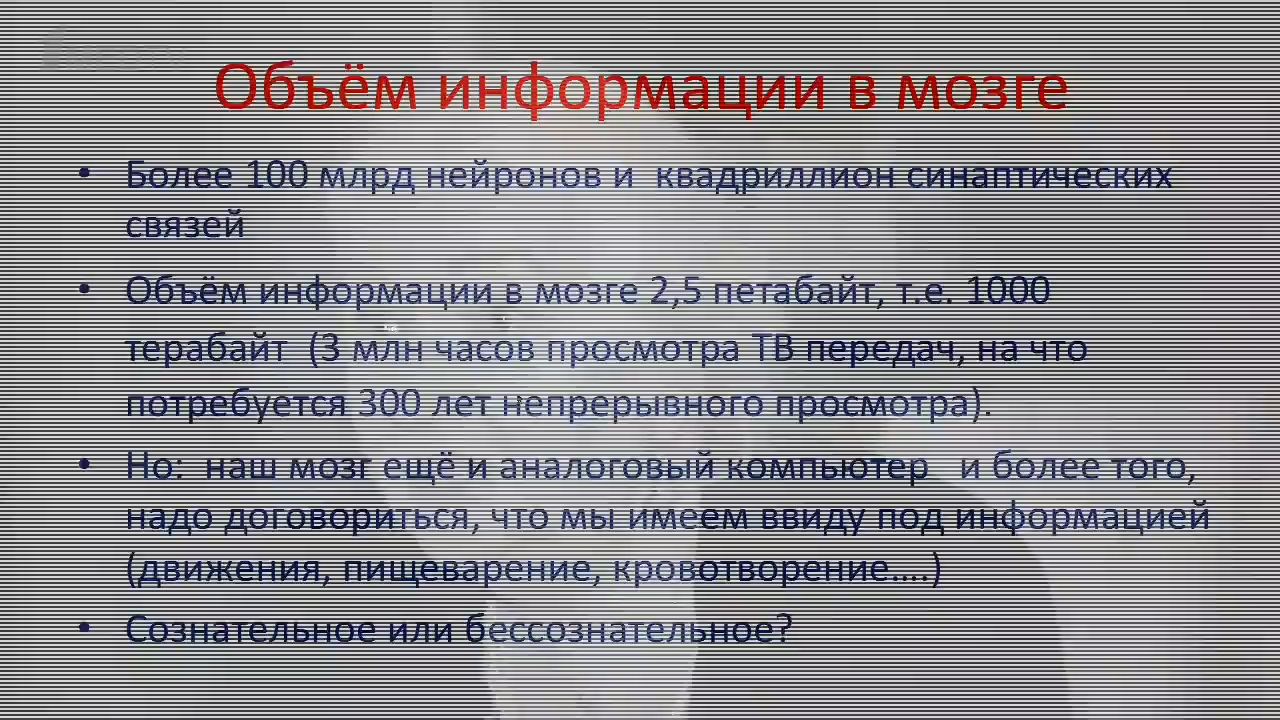 Объём информации в мозге
• Более 100 млрд нейронов и квадриллион синаптических
связей
• Объём информации в мозге 2,5 петабайт, т.е. 1000
терабайт (3 млн часов просмотра ТВ передач, на что
потребуется 300 лет непрерывного просмотра).
• Но: наш мозг ещё и аналоговый компьютер и более того,
надо договориться, что мы имеем ввиду под информацией
(движения, пищеварение, кровотворение....)
• Сознательное или бессознательное?